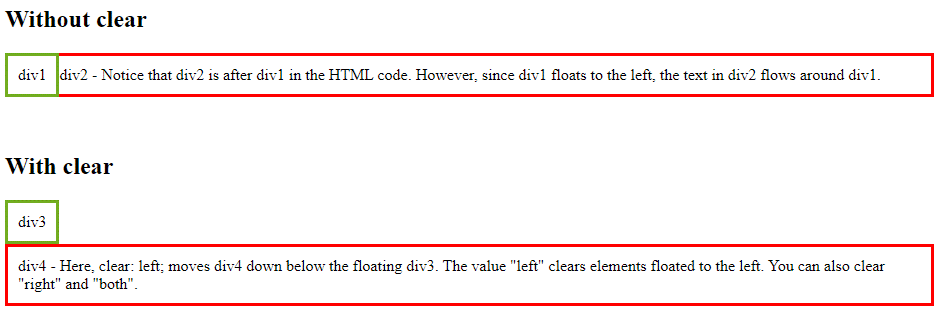 Without clear
div1 div2 - Notice that div2 is after div1 in the HTML code. However, since div1 floats to the left, the text in div2 flows around div1.
With clear
div3
div4 - Here, clear: left; moves div4 down below the floating div3. The value "left" clears elements floated to the left. You can also clear
"right" and "both".